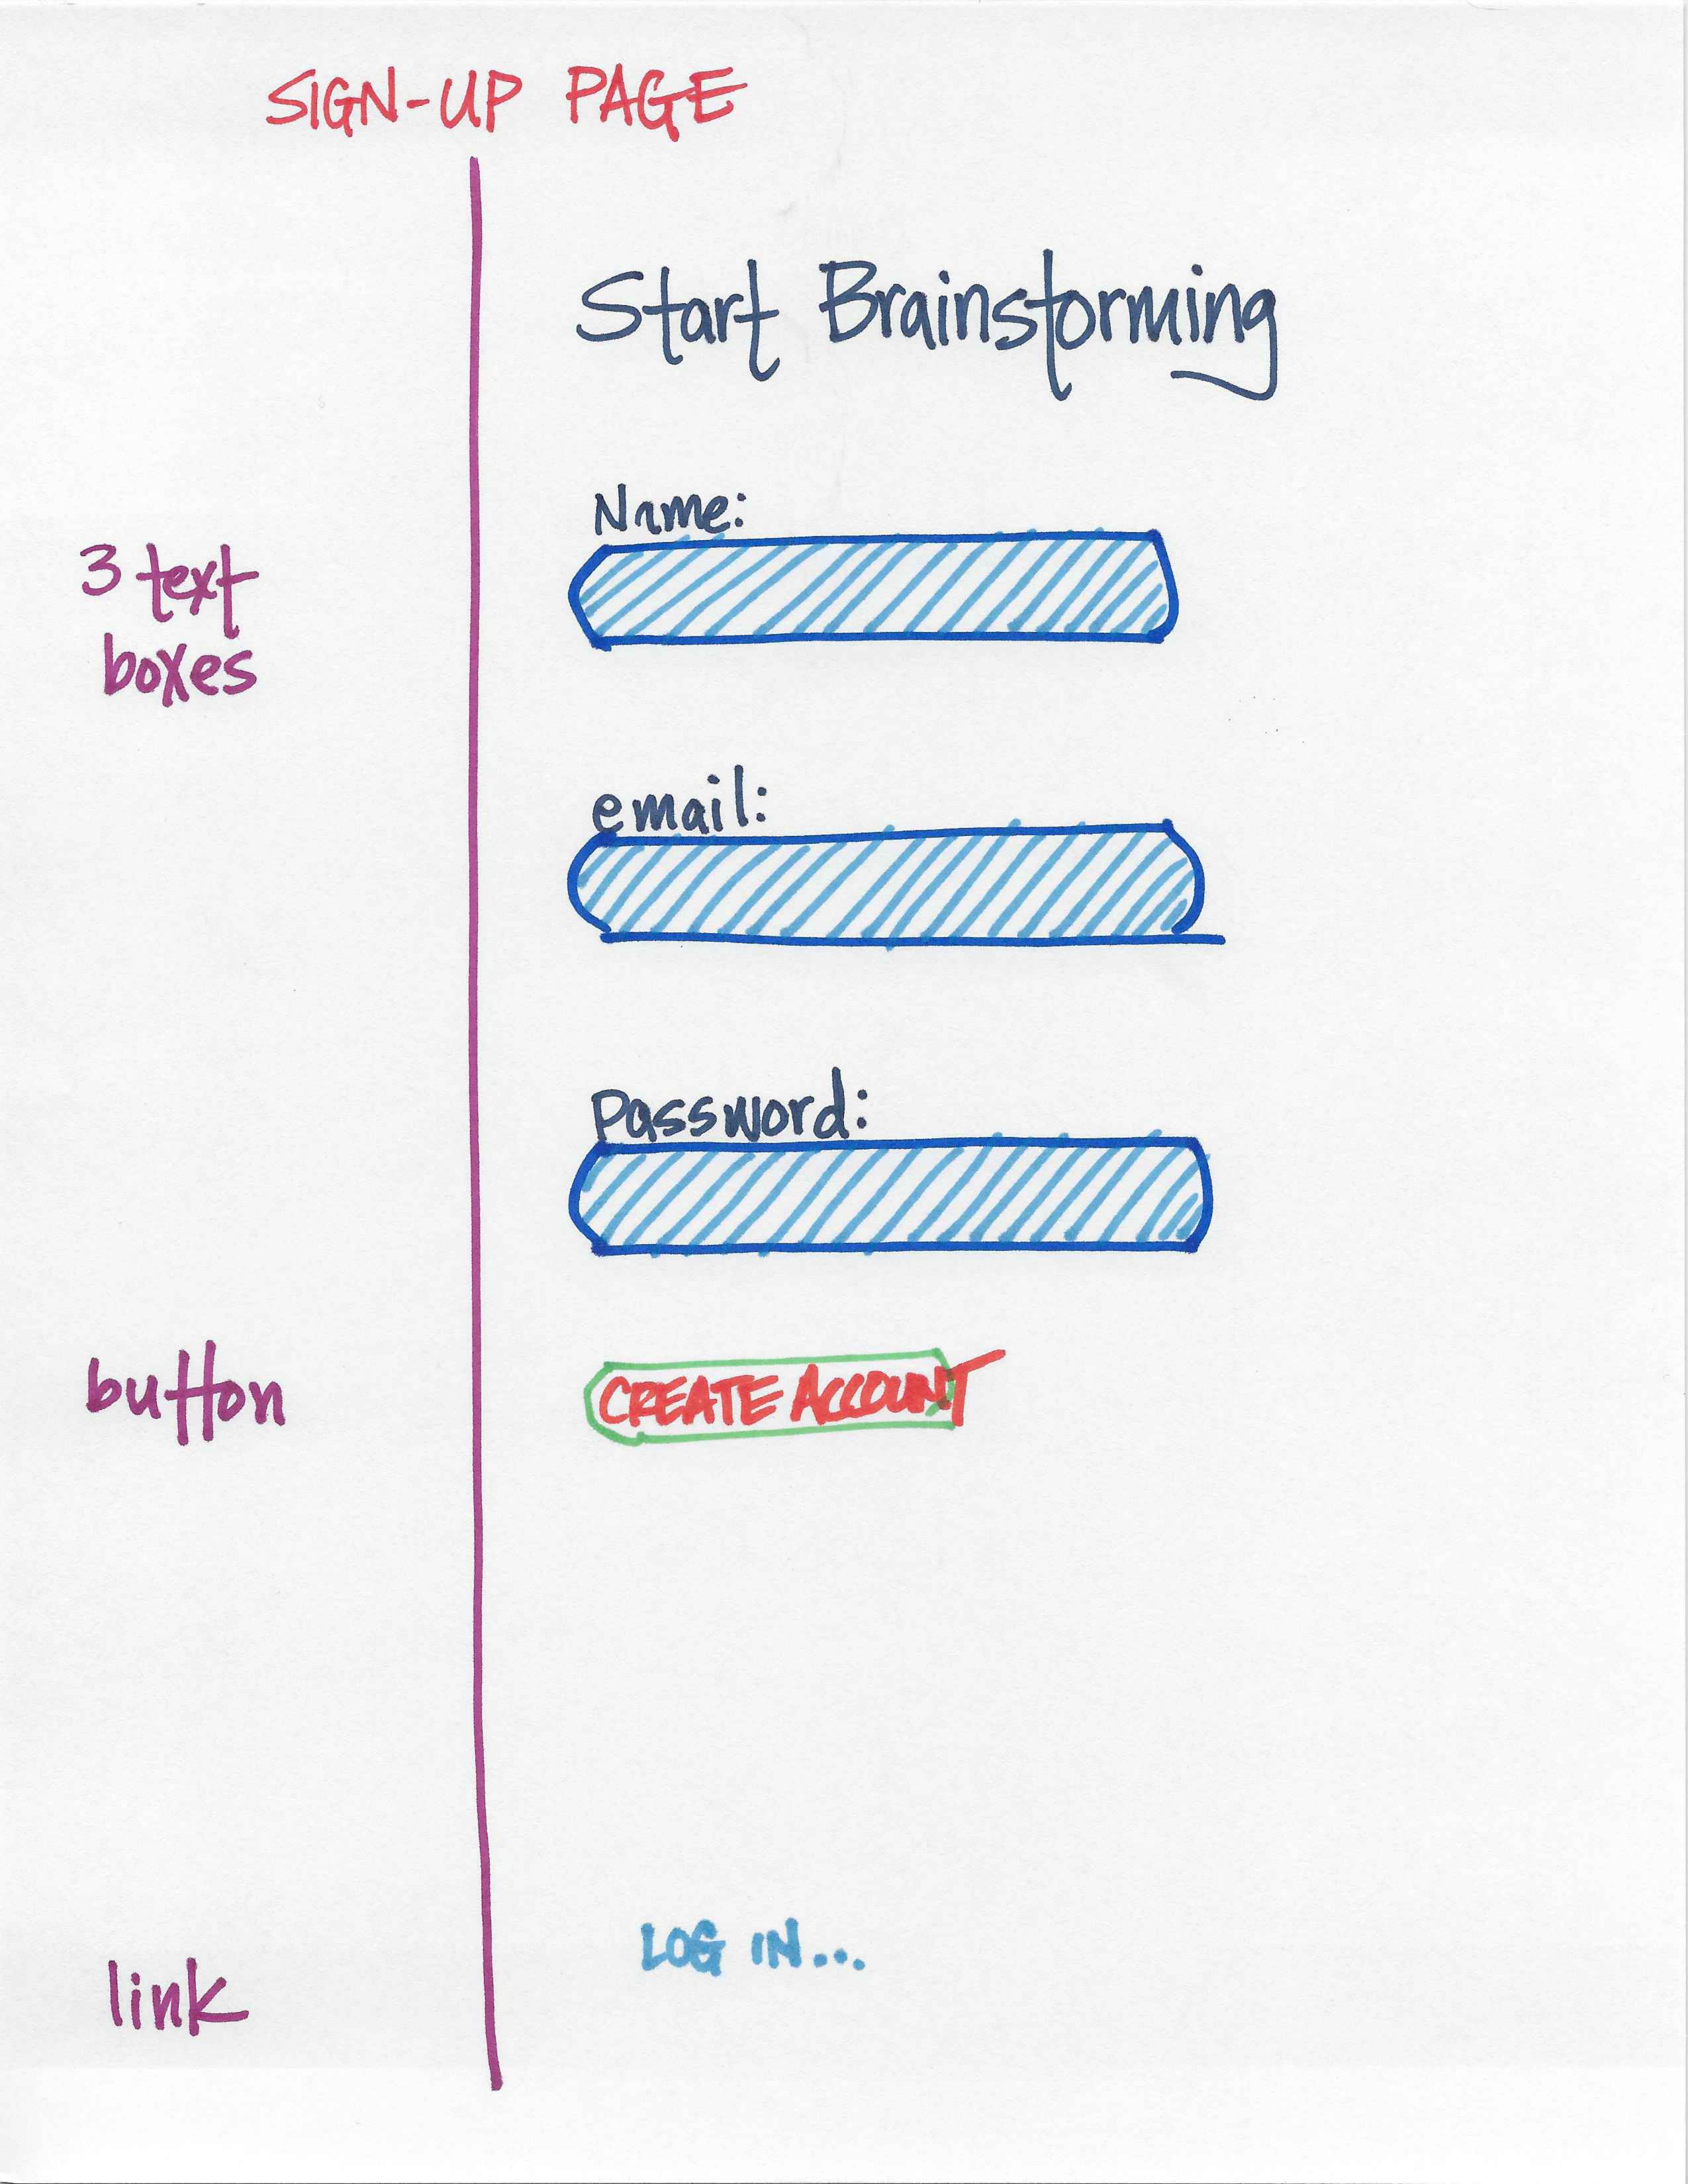 SIGN-UP PAGE
Start Brainstorming
Name:
3 text
boxes
email:
Password:
button
CREATE ACCOUNT
LOG IN...
link